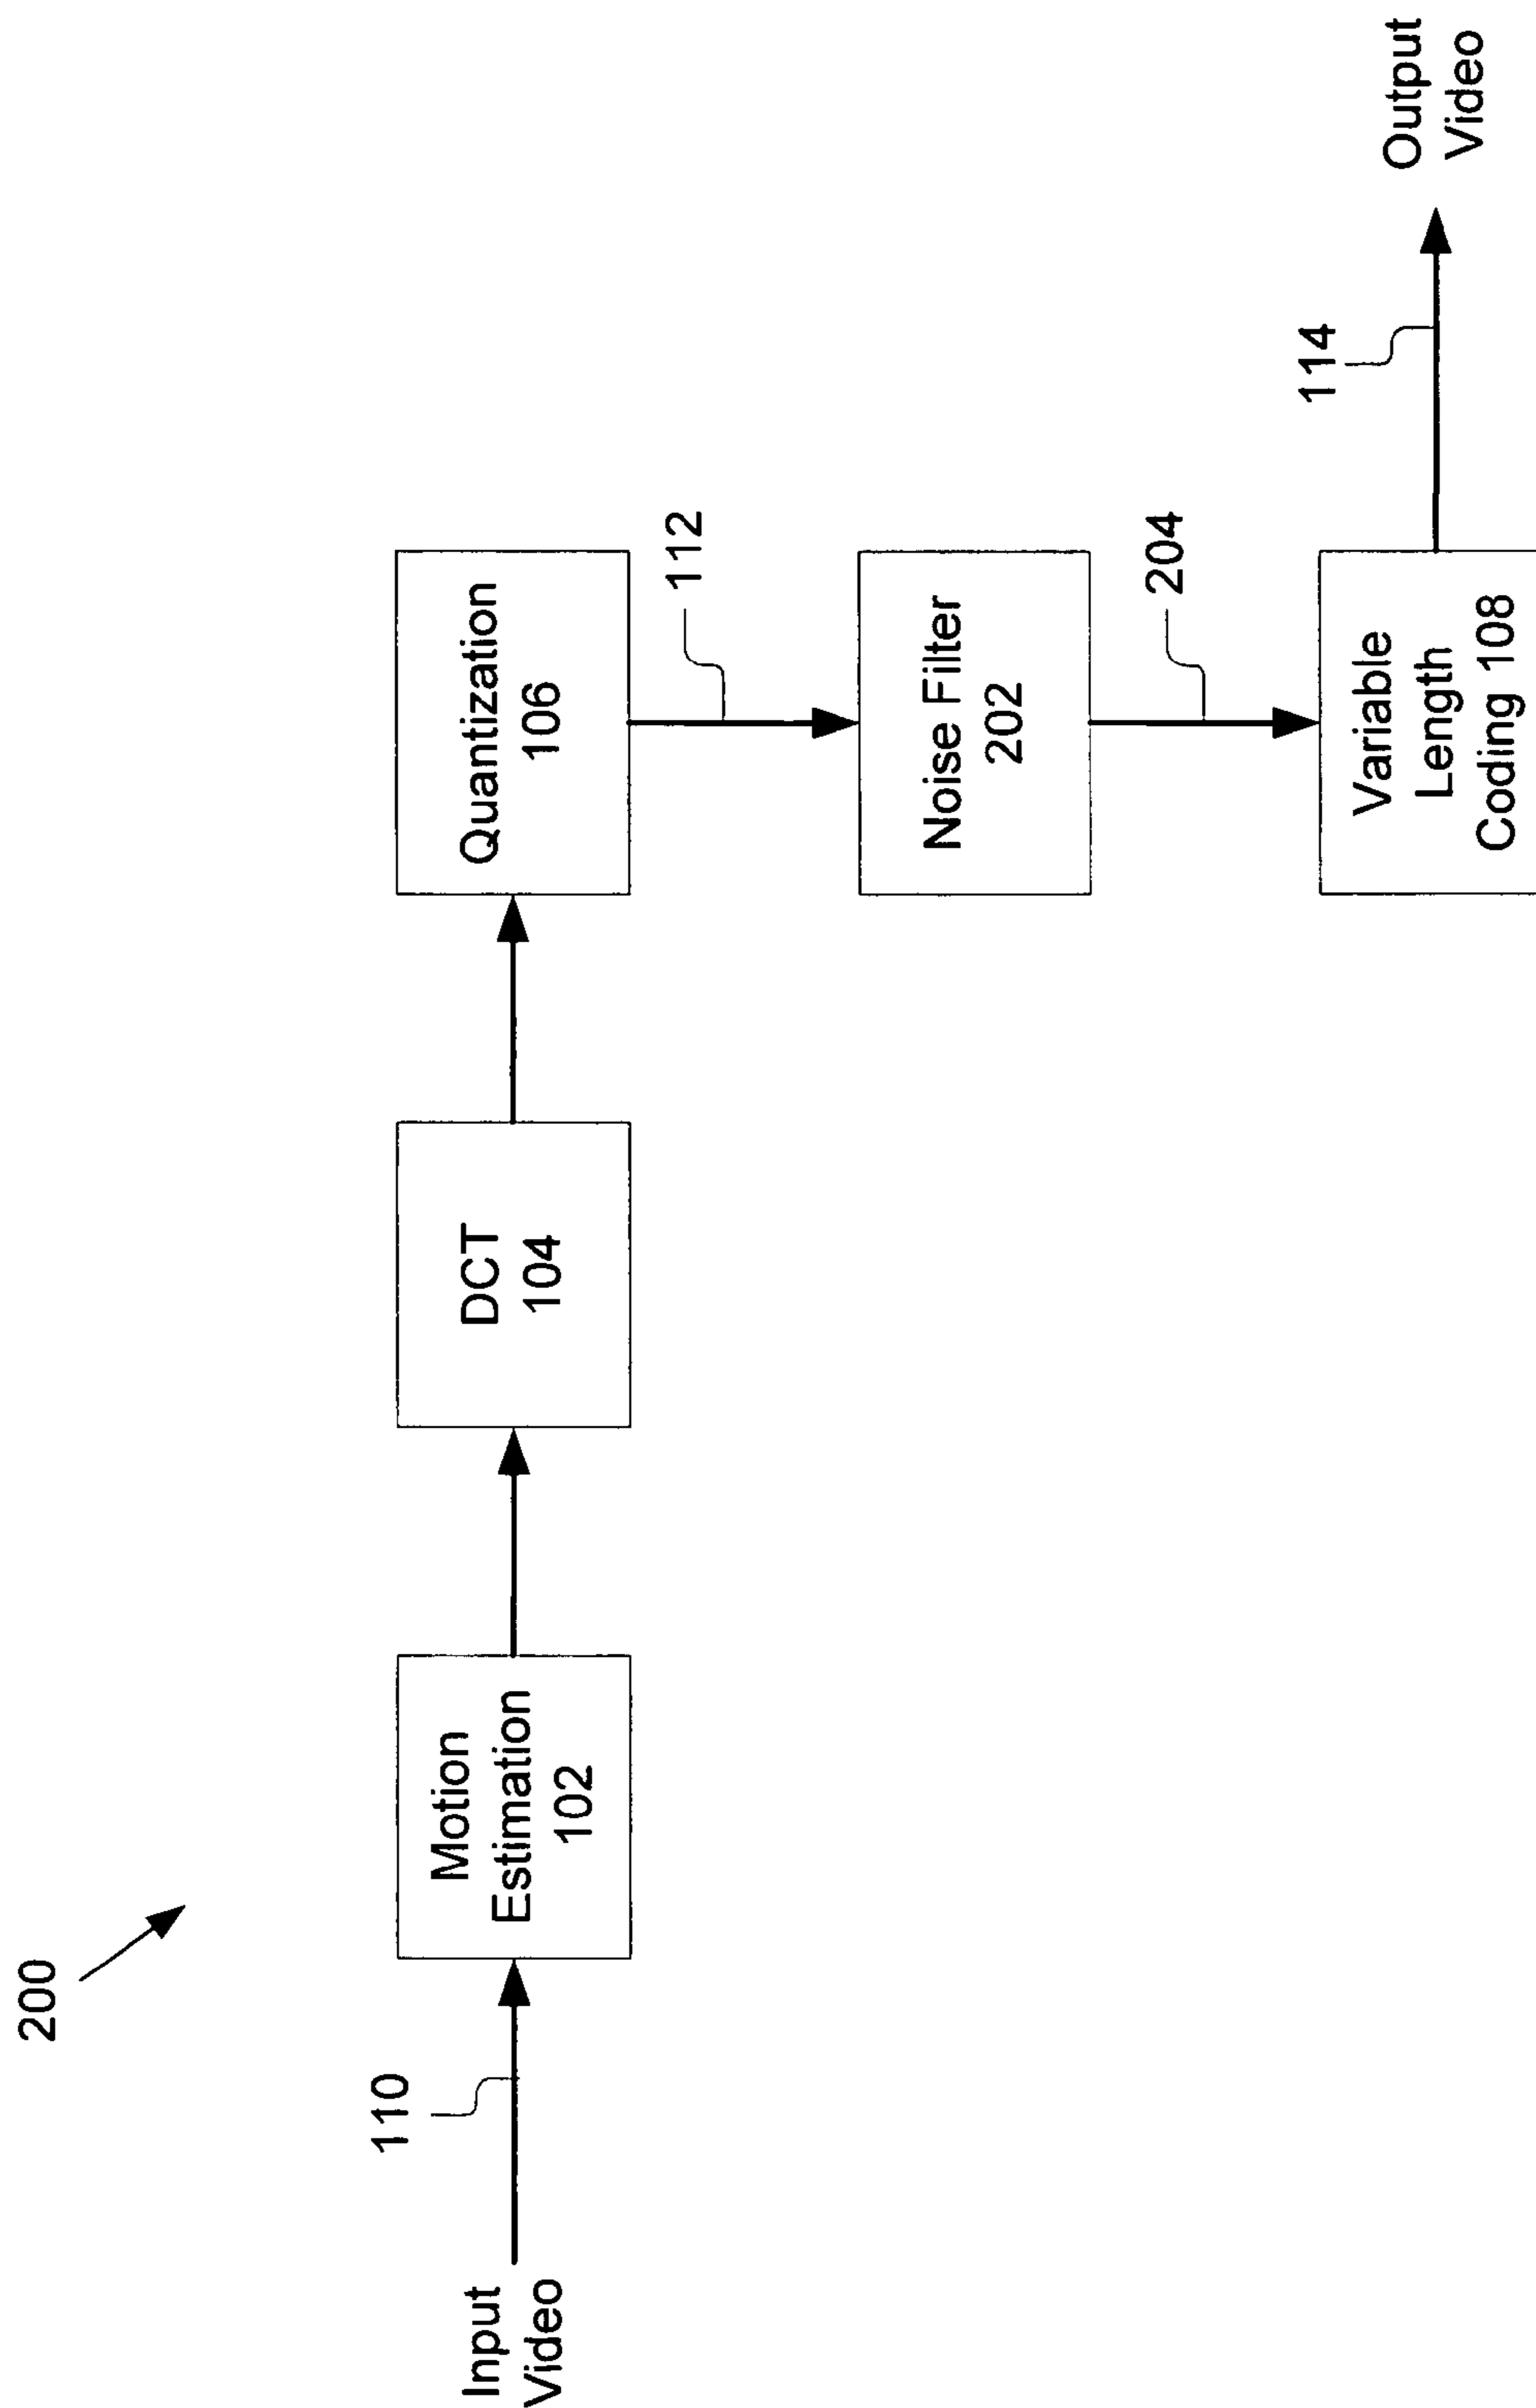 200
Input
Video
110
Motion
Estimation
102
DCT
104
Quantization
106
112
Noise Filter
202
204
Variable
Length
Coding 108
114
Output
Video